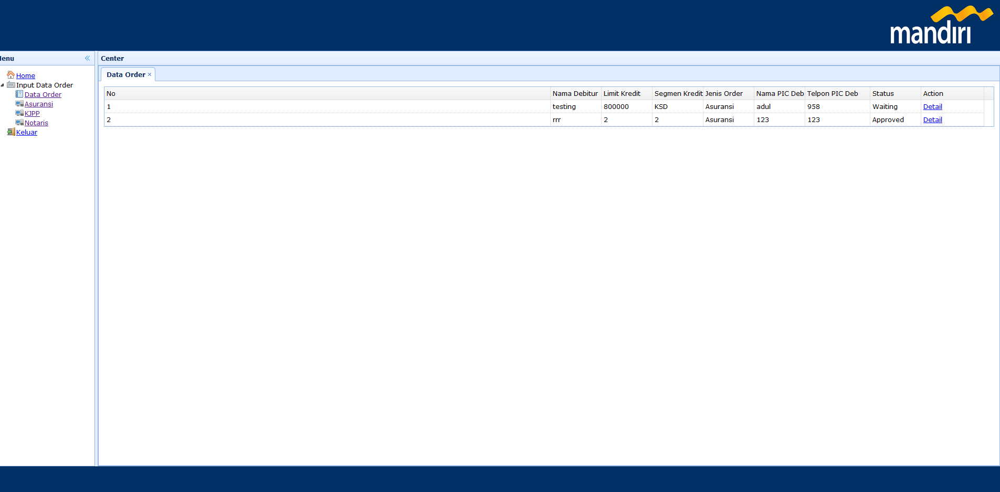 mandiri
lenu
Center
Data Order
Home
Input Data Order
Data Order
Asuransi
KJPP
Notaris
Keluar
No Nama Debitur Limit Kredit Segmen Kredit Jenis Order Nama PIC Deb Telpon PIC Deb Status Action
1 testing 800000 KSD Asuransi adul 958 Waiting Detail
2 rrr 2 2 Asuransi 123 123 Approved Detail